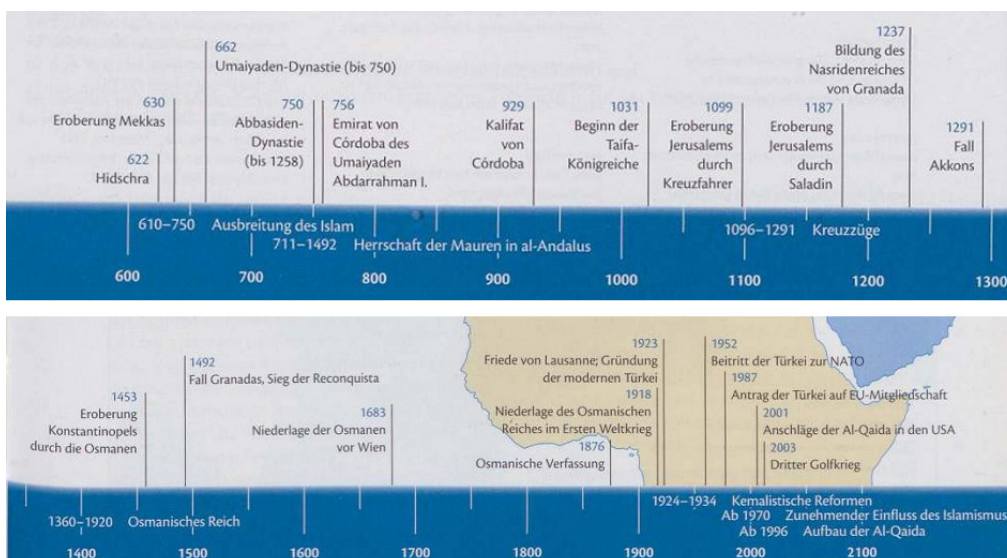 662
Umaiyaden-Dynastie (bis 750)
630
Eroberung Mekkas
622
Hidschra
750
Abbasiden-
Dynastie
(bis 1258)
756
Emirat von
Córdoba des
Umaiyaden
Abdarrahman I.
929
Kalifat
von
Córdoba
1031
Beginn der
Taifa-
Königreiche
1099
Eroberung
Jerusalems
durch
Kreuzfahrer
1187
Eroberung
Jerusalems
durch
Saladin
1237
Bildung des
Nasridenreiches
von Granada
1291
Fall
Akkons
610–750 Ausbreitung des Islam
711–1492 Herrschaft der Mauren in al-Andalus
1096–1291 Kreuzzüge
600 700 800 900 1000 1100 1200 1300
1453
Eroberung
Konstantinopels
durch die Osmanen
1492
Fall Granadas, Sieg der Reconquista
1683
Niederlage der Osmanen
vor Wien
1876
Osmanische Verfassung
1923
Friede von Lausanne; Gründung
der modernen Türkei
1918
Niederlage des Osmanischen
Reiches im Ersten Weltkrieg
1952
Beitritt der Türkei zur NATO
1987
Antrag der Türkei auf EU-Mitgliedschaft
2001
Anschläge der Al-Qaida in den USA
2003
Dritter Golfkrieg
1360–1920 Osmanisches Reich
1924–1934 Kemalistische Reformen
Ab 1970 Zunehmender Einfluss des Islamismus
Ab 1996 Aufbau der Al-Qaida
1400 1500 1600 1700 1800 1900 2000 2100